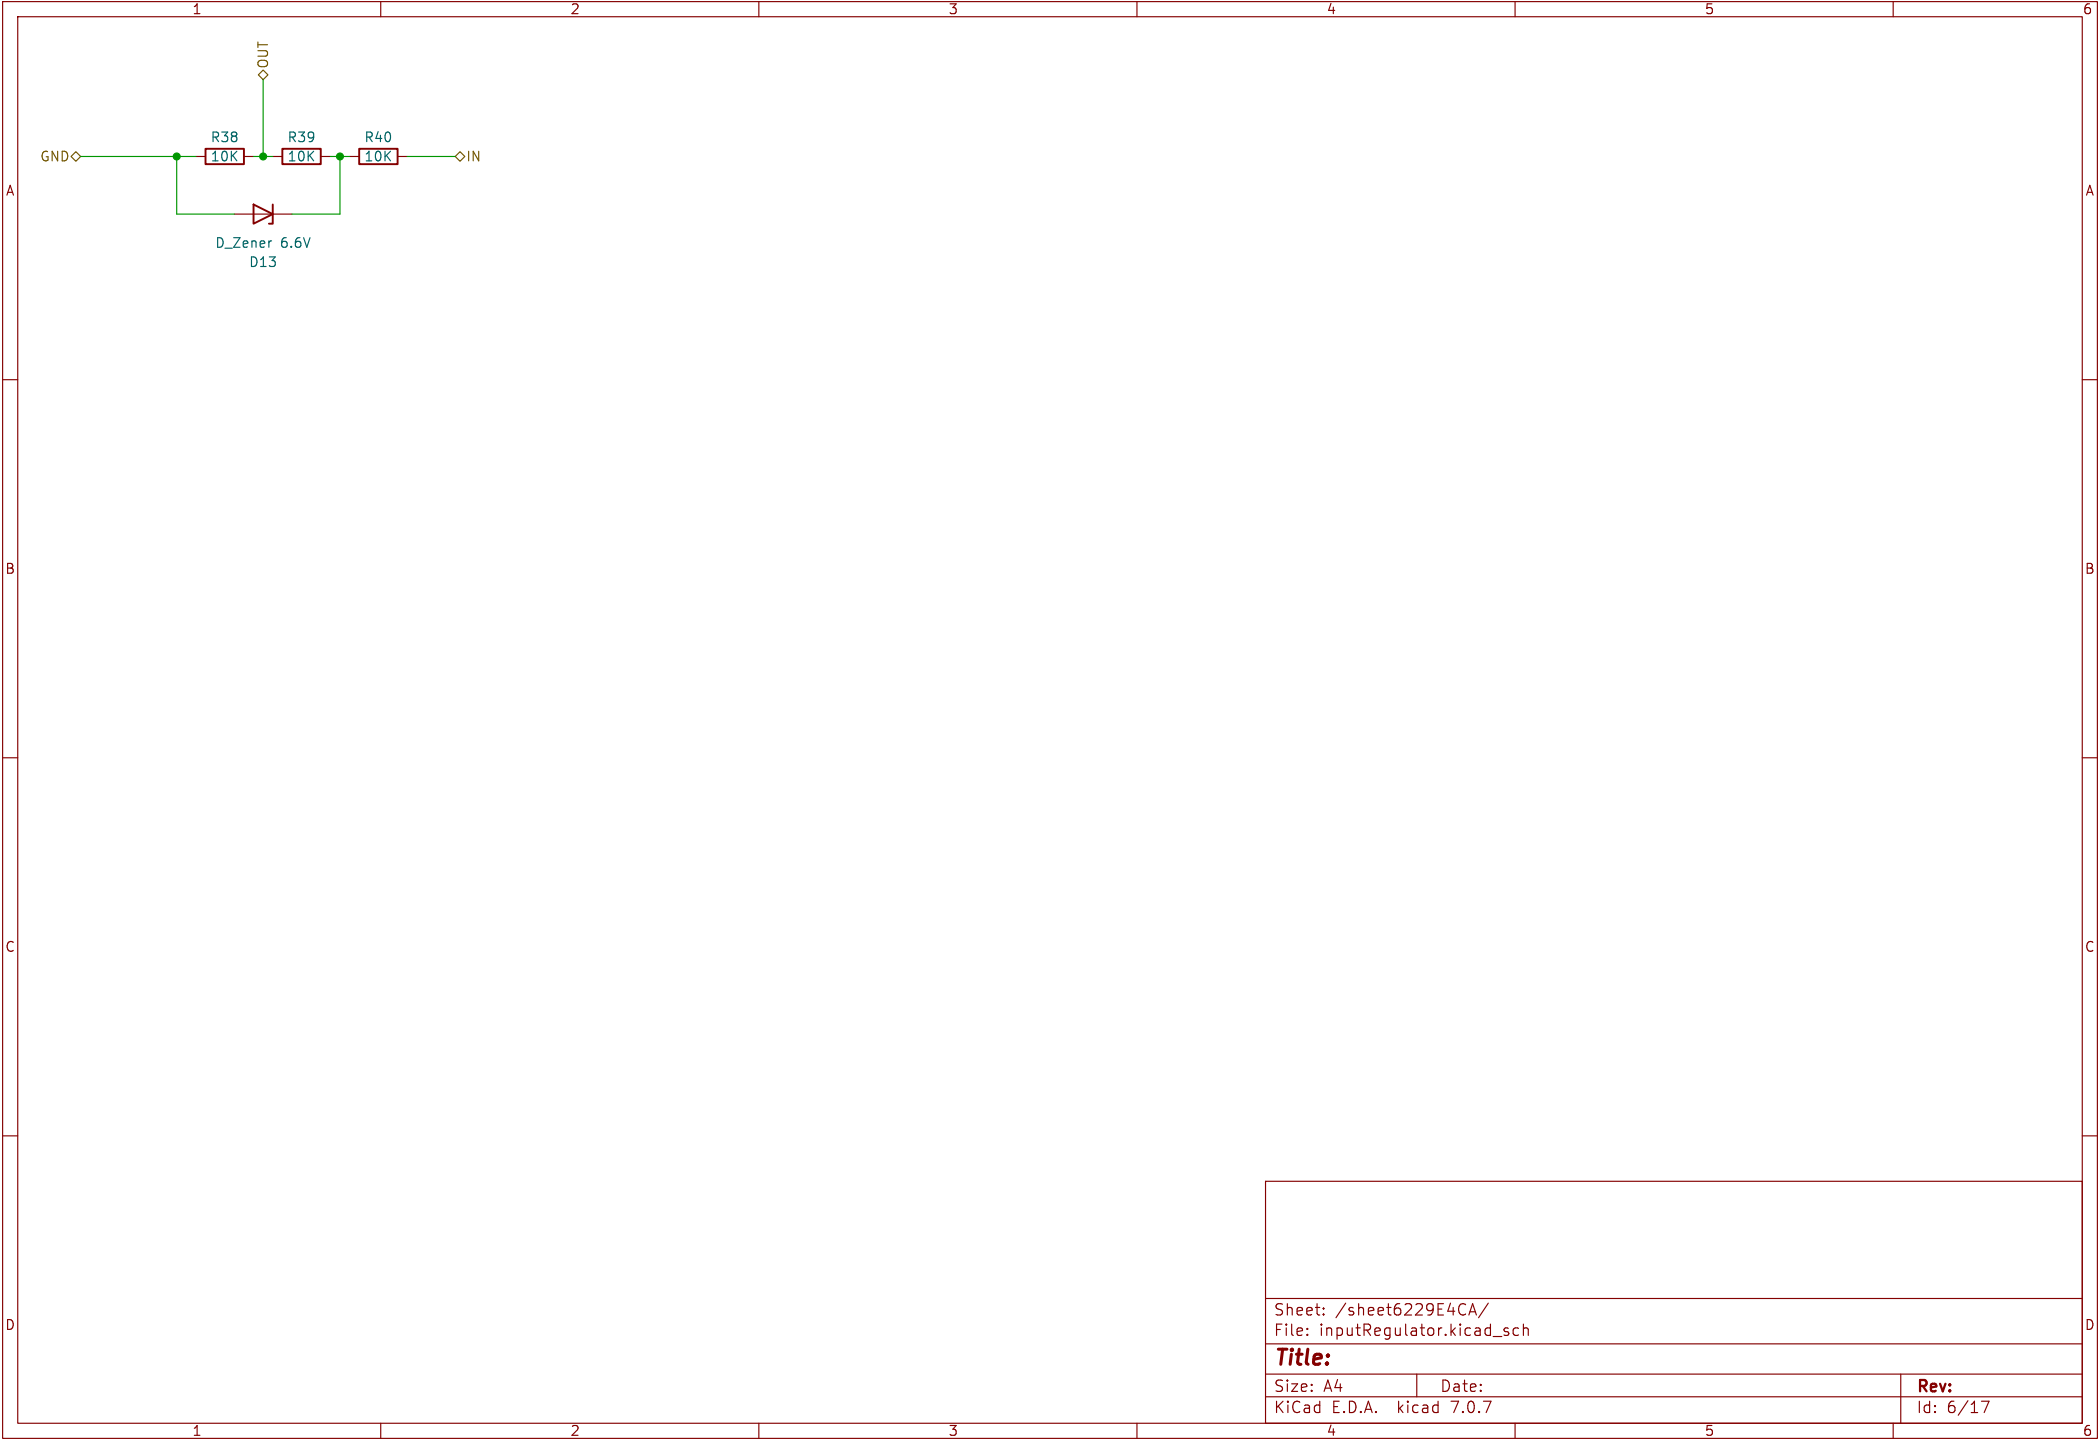 1 2 3 4 5 6
OUT
R38 R39 R40
GND 10K 10K 10K IN
A A
D_Zener 6.6V
D13
B B
C C
Sheet: /sheet6229E4CA/
D D
File: inputRegulator.kicad_sch
Title:
Size: A4 Date: Rev:
KiCad E.D.A. kicad 7.0.7 Id: 6/17
1 2 3 4 5 6